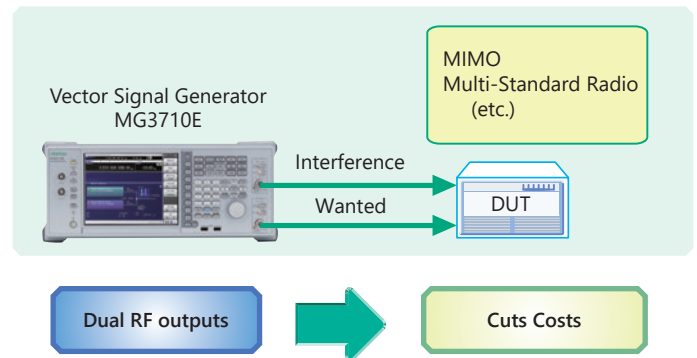 MIMO
Multi-Standard Radio
(etc.)
Vector Signal Generator
MG3710E
Interference
Wanted
DUT
Dual RF outputs
Cuts Costs